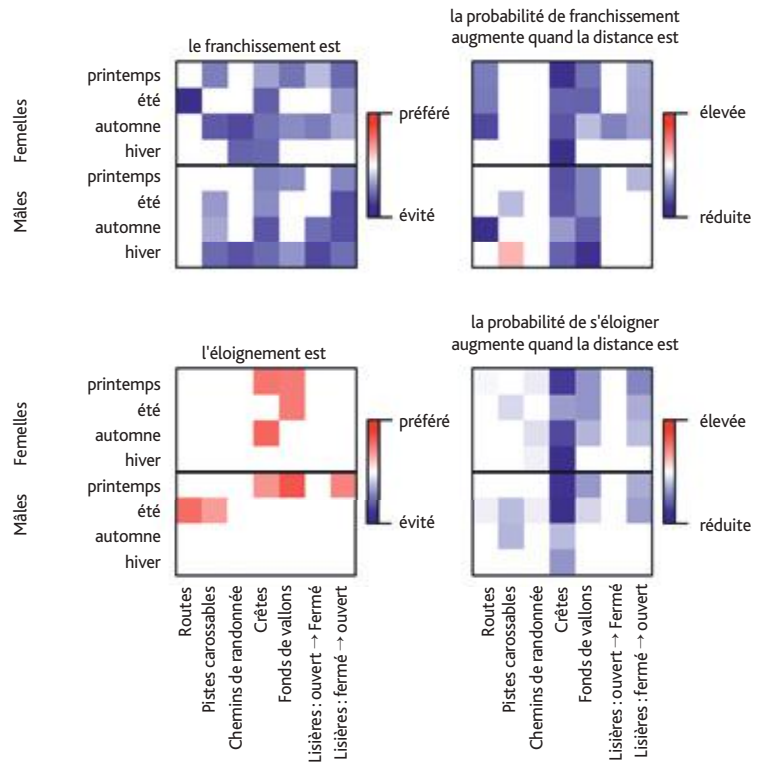 la probabilité de franchissement
augmente quand la distance est
le franchissement est
Femelles
printemps
été
automne
hiver
Mâles
printemps
été
automne
hiver
préféré
évité
élevée
réduite
la probabilité de s'éloigner
augmente quand la distance est
l'éloignement est
Femelles
printemps
été
automne
hiver
Mâles
printemps
été
automne
hiver
préféré
évité
élevée
réduite
Routes
Pistes carossables
Chemins de randonnée
Crêtes
Fonds de vallons
Lisières : ouvert → Fermé
Lisières : fermé → ouvert
Routes
Pistes carossables
Chemins de randonnée
Crêtes
Fonds de vallons
Lisières : ouvert → Fermé
Lisières : fermé → ouvert